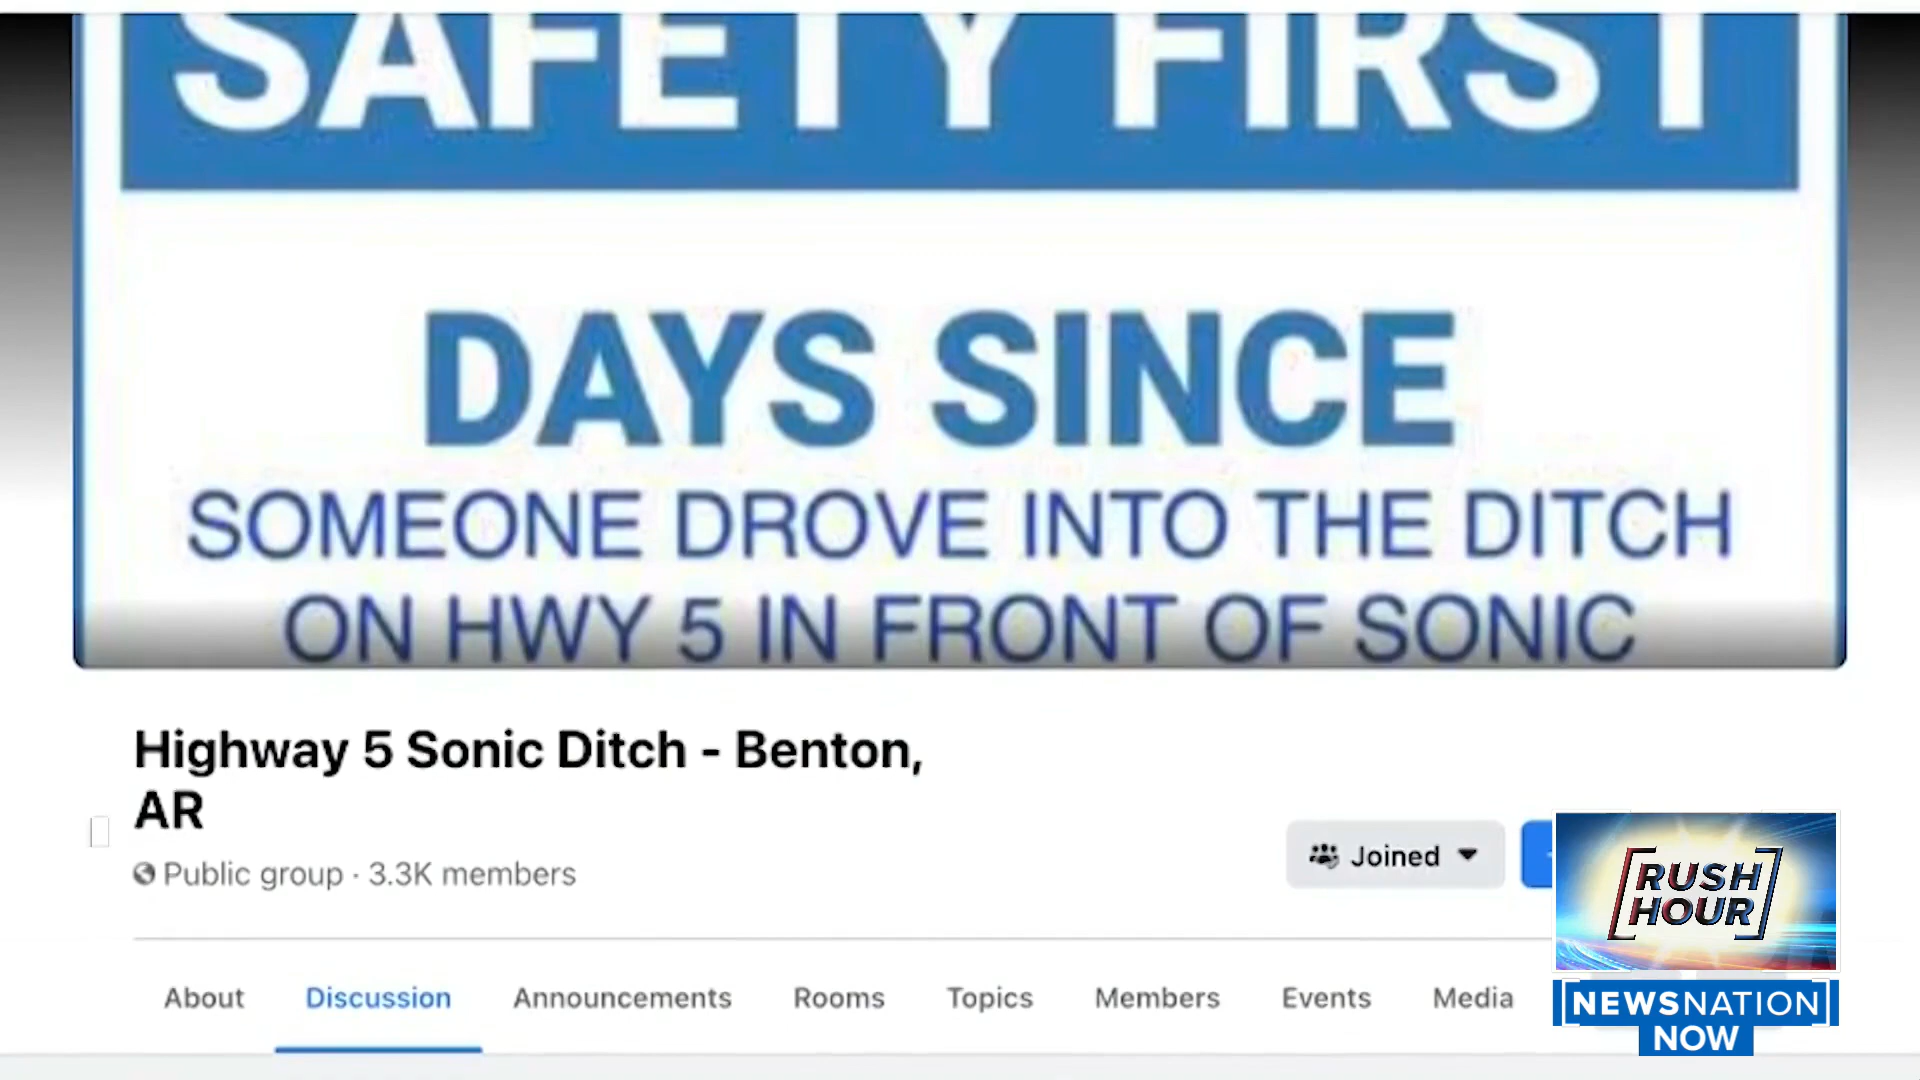 SAFETY FIRST
DAYS SINCE
SOMEONE DROVE INTO THE DITCH
ON HWY 5 IN FRONT OF SONIC
Highway 5 Sonic Ditch - Benton,
AR
Public group · 3.3K members
Joined
About Discussion Announcements Rooms Topics Members Events Media
[RUSH
HOUR]
[NEWSNATION]
NOW